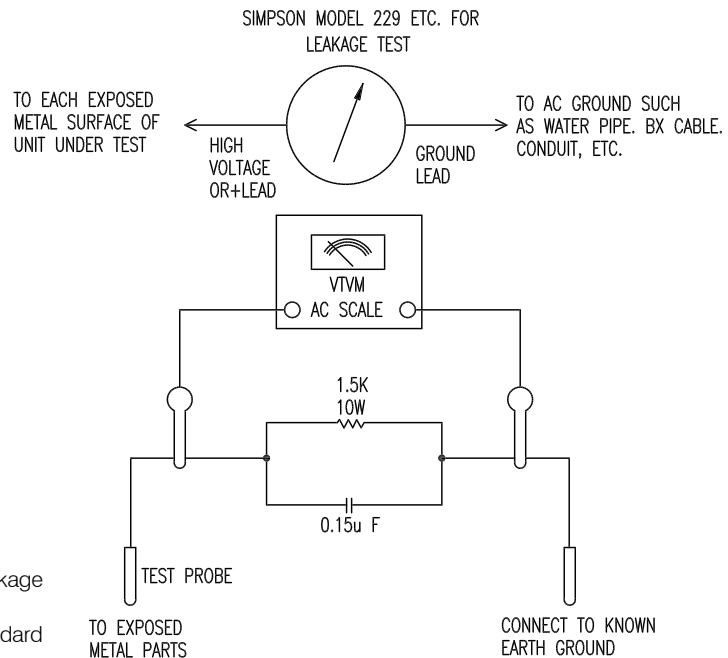 SIMPSON MODEL 229 ETC. FOR
LEAKAGE TEST
TO EACH EXPOSED
METAL SURFACE OF
UNIT UNDER TEST
HIGH
VOLTAGE
OR+LEAD
GROUND
LEAD
TO AC GROUND SUCH
AS WATER PIPE. BX CABLE.
CONDUIT, ETC.
VTVM
AC SCALE
1.5K
10W
0.15u F
TEST PROBE
TO EXPOSED
METAL PARTS
CONNECT TO KNOWN
EARTH GROUND
kage
dard